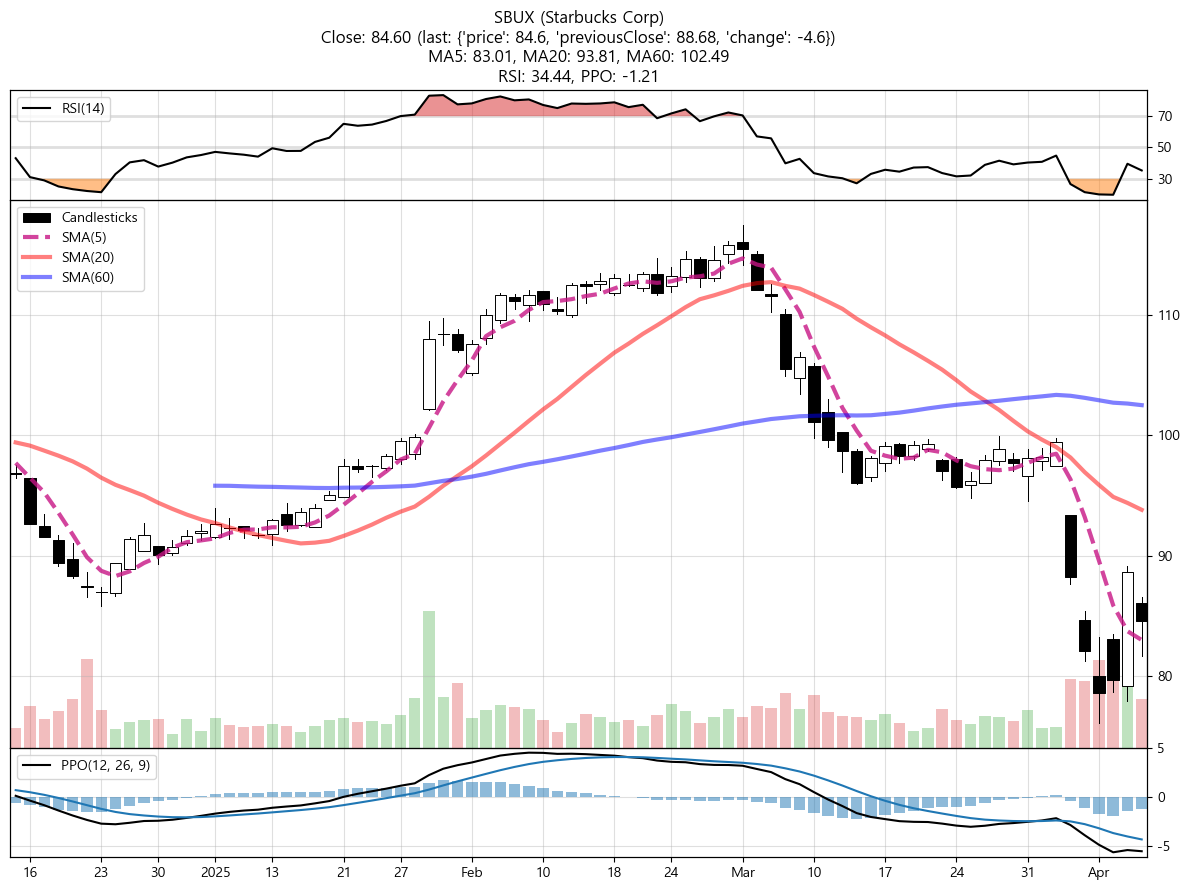 SBUX (Starbucks Corp)
Close: 84.60 (last: {'price': 84.6, 'previousClose': 88.68, 'change': -4.6})
MA5: 83.01, MA20: 93.81, MA60: 102.49
RSI: 34.44, PPO: -1.21
RSI(14)
70
50
30
Candlesticks
SMA(5)
SMA(20)
SMA(60)
110
100
90
80
PPO(12, 26, 9)
5
0
-5
16 23 30 2025 13 21 27 Feb 10 18 24 Mar 10 17 24 31 Apr